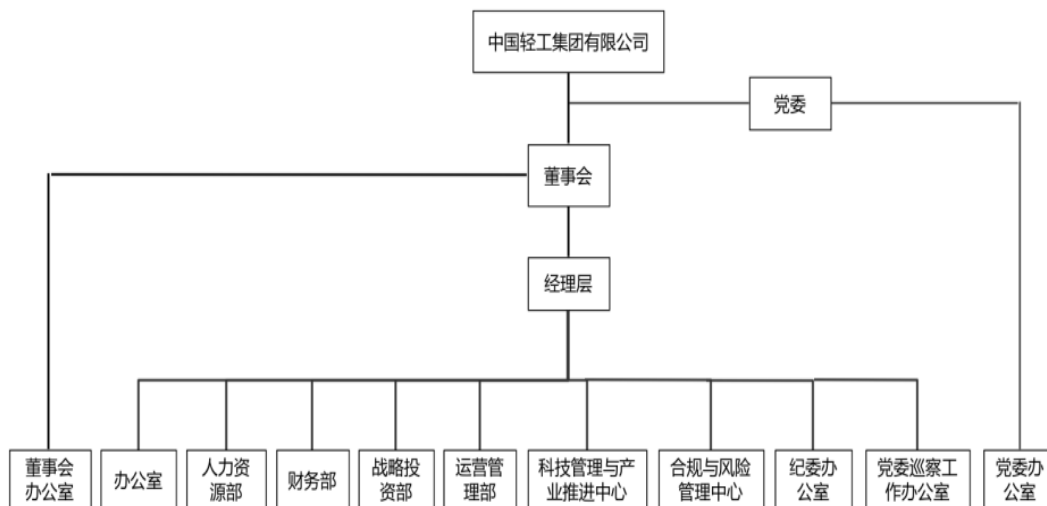 中国轻工集团有限公司
党委
董事会
经理层
董事会
办公室
办公室
人力资
源部
财务部
战略投
资部
运营管
理部
科技管理与产
业推进中心
合规与风险
管理中心
纪委办
公室
党委巡察工
作办公室
党委办
公室